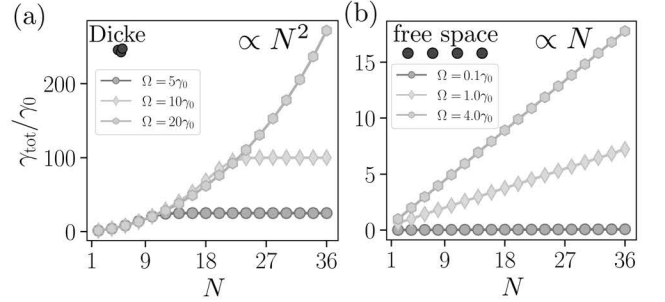 (a)
Dicke
∝ N²
Ω = 5γ₀
Ω = 10γ₀
Ω = 20γ₀
γtot/γ₀
200
100
0
1 9 18 27 36
N
(b)
free space
∝ N
Ω = 0.1γ₀
Ω = 1.0γ₀
Ω = 4.0γ₀
15
10
5
0
1 9 18 27 36
N